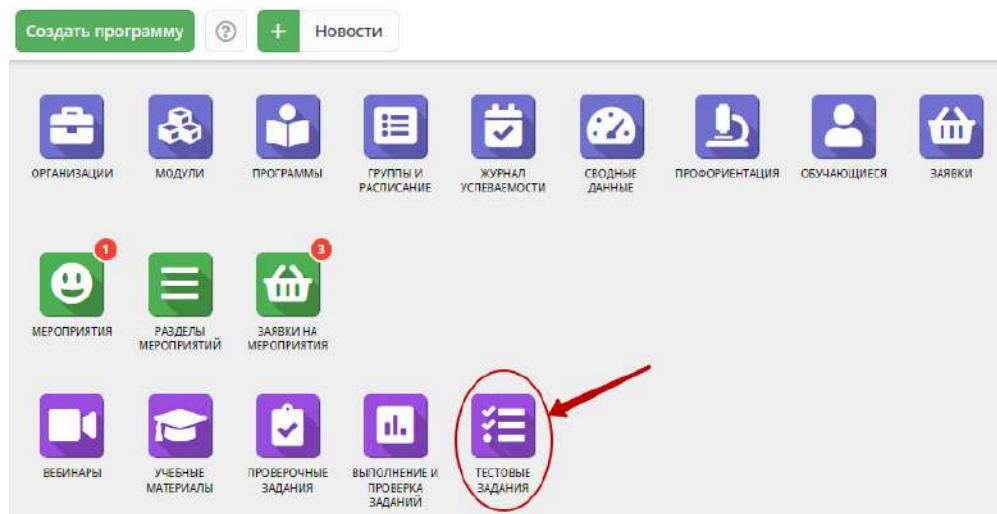 Создать программу
?
+
Новости
ОРГАНИЗАЦИИ
МОДУЛИ
ПРОГРАММЫ
ГРУППЫ И
РАСПИСАНИЕ
ЖУРНАЛ
УСПЕВАЕМОСТИ
СВОДНЫЕ
ДАННЫЕ
ПРОФОРИЕНТАЦИЯ
ОБУЧАЮЩИЕСЯ
ЗАЯВКИ
1
МЕРОПРИЯТИЯ
РАЗДЕЛЫ
МЕРОПРИЯТИЙ
3
ЗАЯВКИ НА
МЕРОПРИЯТИЯ
ВЕБИНАРЫ
УЧЕБНЫЕ
МАТЕРИАЛЫ
ПРОВЕРОЧНЫЕ
ЗАДАНИЯ
ВЫПОЛНЕНИЕ И
ПРОВЕРКА
ЗАДАНИЙ
ТЕСТОВЫЕ
ЗАДАНИЯ